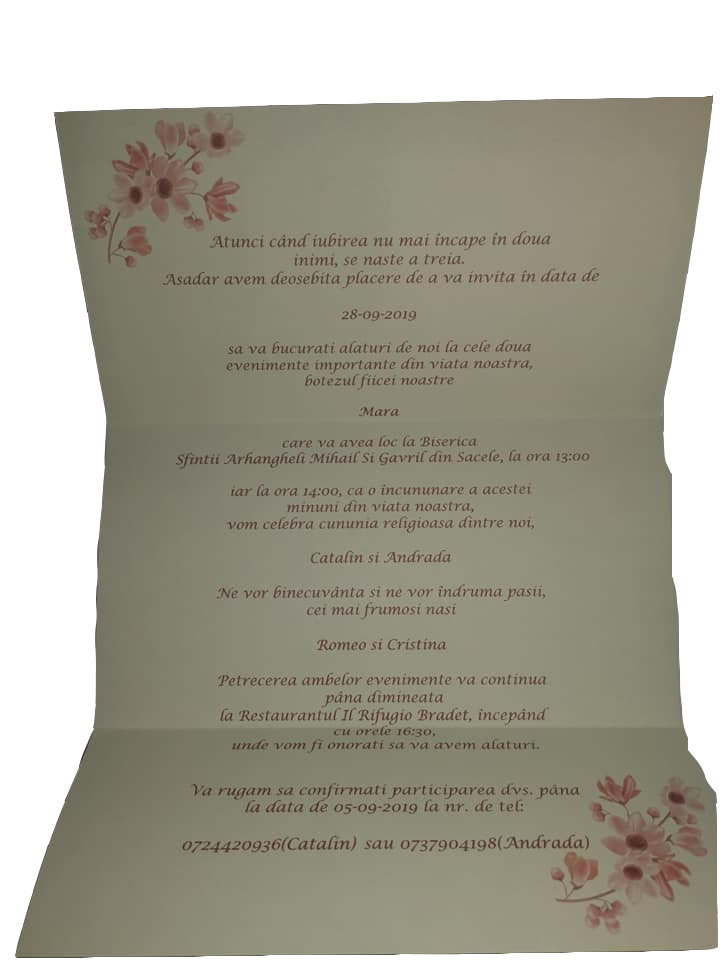 Atunci când iubirea nu mai încape în doua
inimi, se naste a treia.
Asadar avem deosebita placere de a va invita în data de
28-09-2019
sa va bucurati alaturi de noi la cele doua
evenimente importante din viata noastra,
botezul fiicei noastre
Mara
care va avea loc la Biserica
Sfintii Arhangheli Mihail Si Gavril din Sacele, la ora 13:00
iar la ora 14:00, ca o încununare a acestei
minuni din viata noastra,
vom celebra cununia religioasa dintre noi,
Catalin si Andrada
Ne vor binecuvânta si ne vor îndruma pasii,
cei mai frumosi nasi
Romeo si Cristina
Petrecerea ambelor evenimente va continua
pâna dimineata
la Restaurantul Il Rifugio Bradet, începând
cu orele 16:30,
unde vom fi onorati sa va avem alaturi.
Va rugam sa confirmati participarea dvs. pâna
la data de 05-09-2019 la nr. de tel:
0724420936(Catalin) sau 0737904198(Andrada)